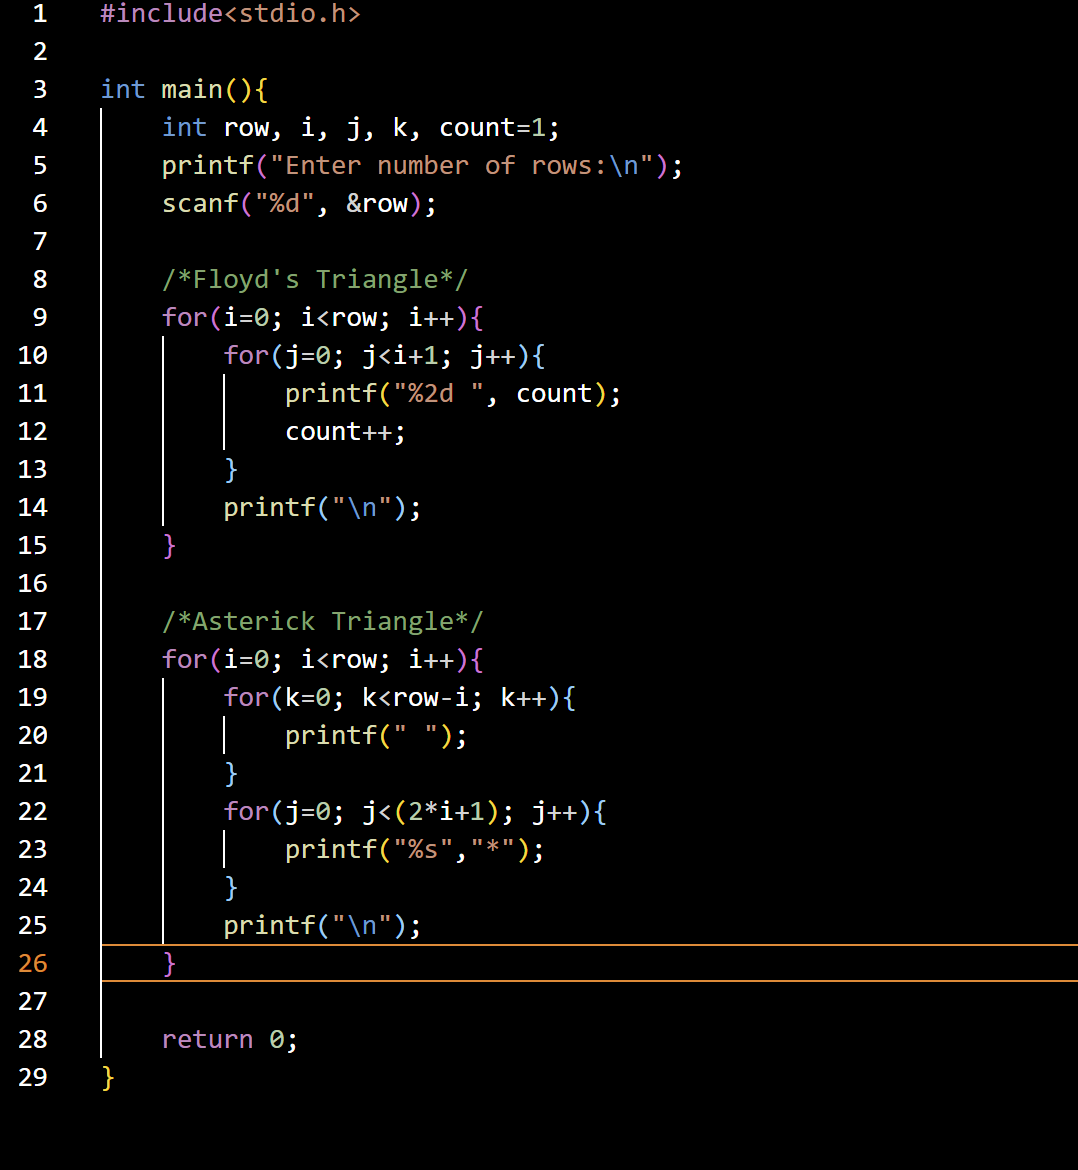 1 #include<stdio.h>
2
3 int main(){
4     int row, i, j, k, count=1;
5     printf("Enter number of rows:\n");
6     scanf("%d", &row);
7
8     /*Floyd's Triangle*/
9     for(i=0; i<row; i++){
10         for(j=0; j<i+1; j++){
11             printf("%2d ", count);
12             count++;
13         }
14         printf("\n");
15     }
16
17     /*Asterick Triangle*/
18     for(i=0; i<row; i++){
19         for(k=0; k<row-i; k++){
20             printf(" ");
21         }
22         for(j=0; j<(2*i+1); j++){
23             printf("%s","*");
24         }
25         printf("\n");
26     }
27
28     return 0;
29 }